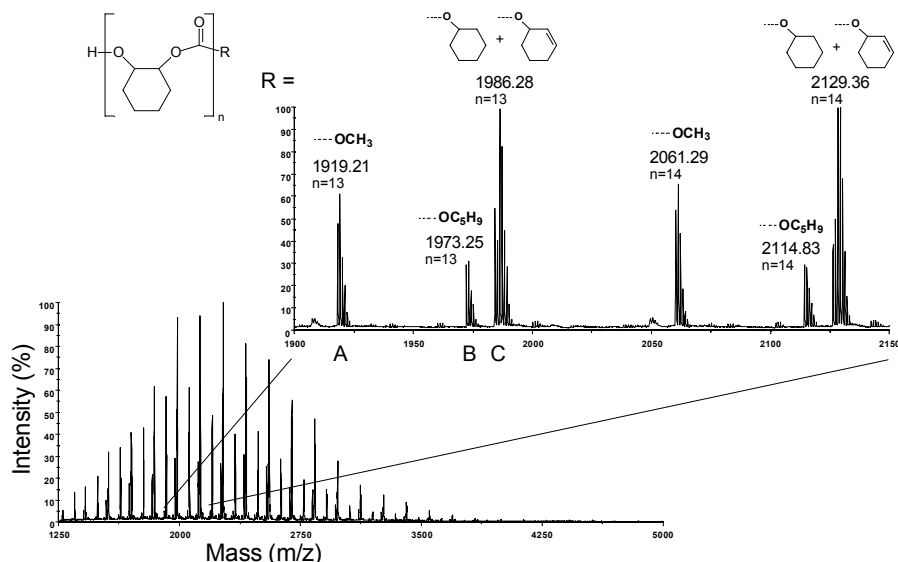 H
O
O
O
R
n
R =
----O
+
O
1986.28
n=13
----O
+
O
2129.36
n=14
----OCH3
1919.21
n=13
----OC5H9
1973.25
n=13
----OCH3
2061.29
n=14
----OC5H9
2114.83
n=14
100
90
80
70
60
50
40
30
20
10
0
1900
1950
2000
2050
2100
2150
A
B
C
Intensity (%)
100
90
80
70
60
50
40
30
20
10
0
1250
2000
2750
3500
4250
5000
Mass (m/z)